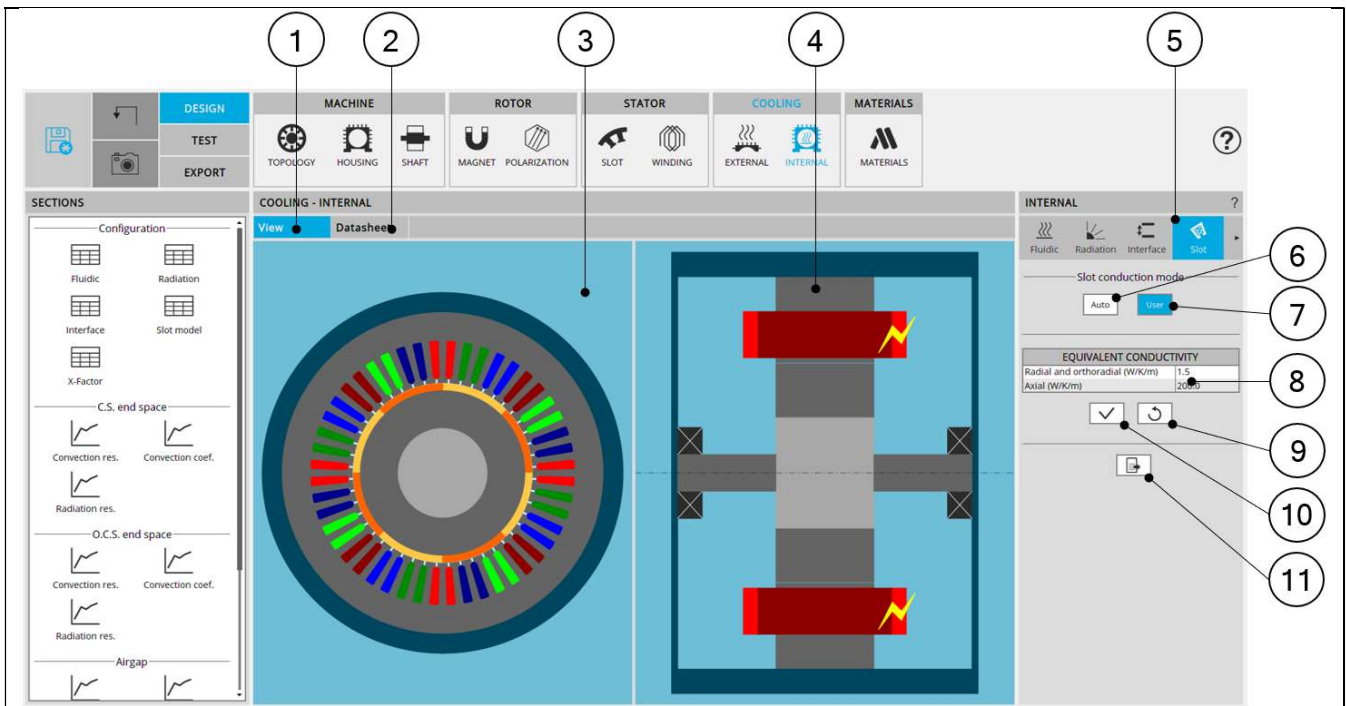 1 2 3 4 5
DESIGN
TEST
EXPORT
MACHINE ROTOR STATOR COOLING MATERIALS
TOPOLOGY HOUSING SHAFT MAGNET POLARIZATION SLOT WINDING EXTERNAL INTERNAL MATERIALS
?
SECTIONS
Configuration
Fluidic Radiation
Interface Slot model
X-Factor
C.S. end space
Convection res. Convection coef.
Radiation res.
O.C.S. end space
Convection res. Convection coef.
Radiation res.
Airgap
COOLING - INTERNAL
View Datasheet
INTERNAL ?
Fluidic Radiation Interface Slot
Slot conduction mode
Auto User
EQUIVALENT CONDUCTIVITY
Radial and orthoradial (W/K/m) 1.5
Axial (W/K/m) 200.0
6
7
8
9
10
11